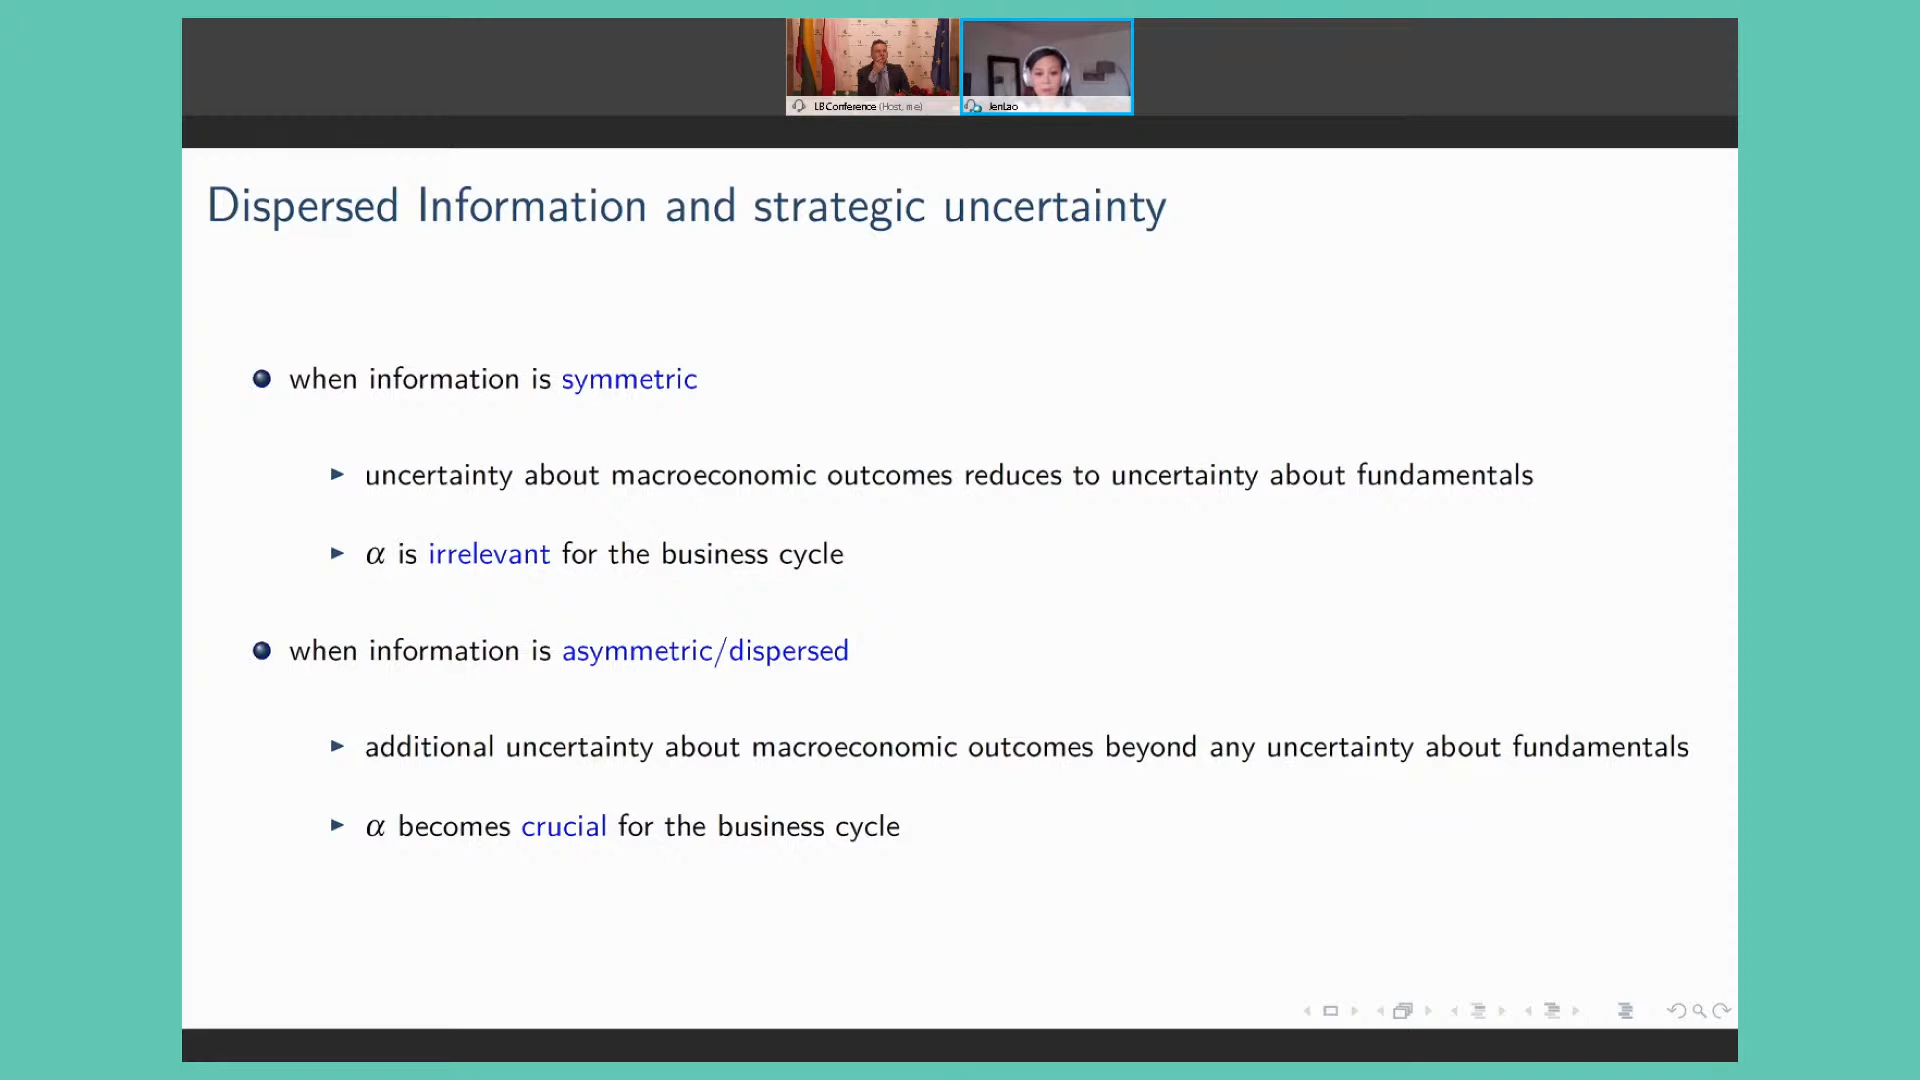 LB Conference (Host, me)
JenLao
Dispersed Information and strategic uncertainty
when information is symmetric
uncertainty about macroeconomic outcomes reduces to uncertainty about fundamentals
α is irrelevant for the business cycle
when information is asymmetric/dispersed
additional uncertainty about macroeconomic outcomes beyond any uncertainty about fundamentals
α becomes crucial for the business cycle